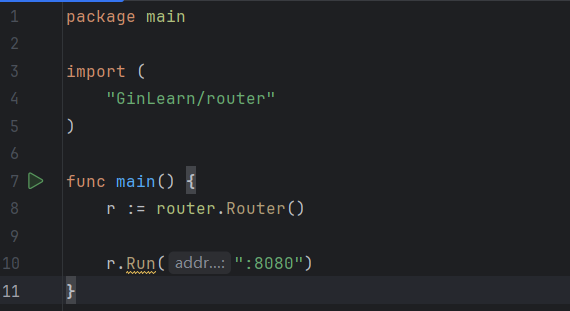 1 package main
2
3 import (
4     "GinLearn/router"
5 )
6
7 func main() {
8     r := router.Router()
9
10     r.Run( addr...: ":8080")
11 }